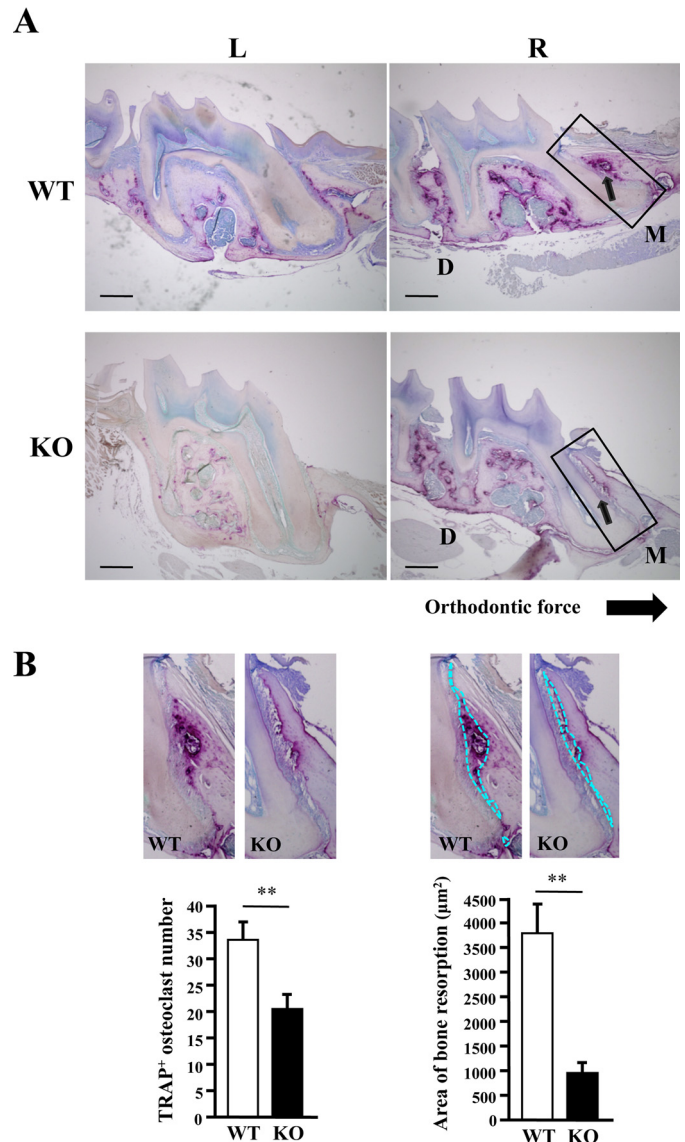 A
L
R
WT
D
M
KO
D
M
Orthodontic force
B
WT
KO
WT
KO
**
TRAP+ osteoclast number
40
35
30
25
20
15
10
5
0
WT
KO
**
Area of bone resorption (µm²)
4500
4000
3500
3000
2500
2000
1500
1000
500
0
WT
KO